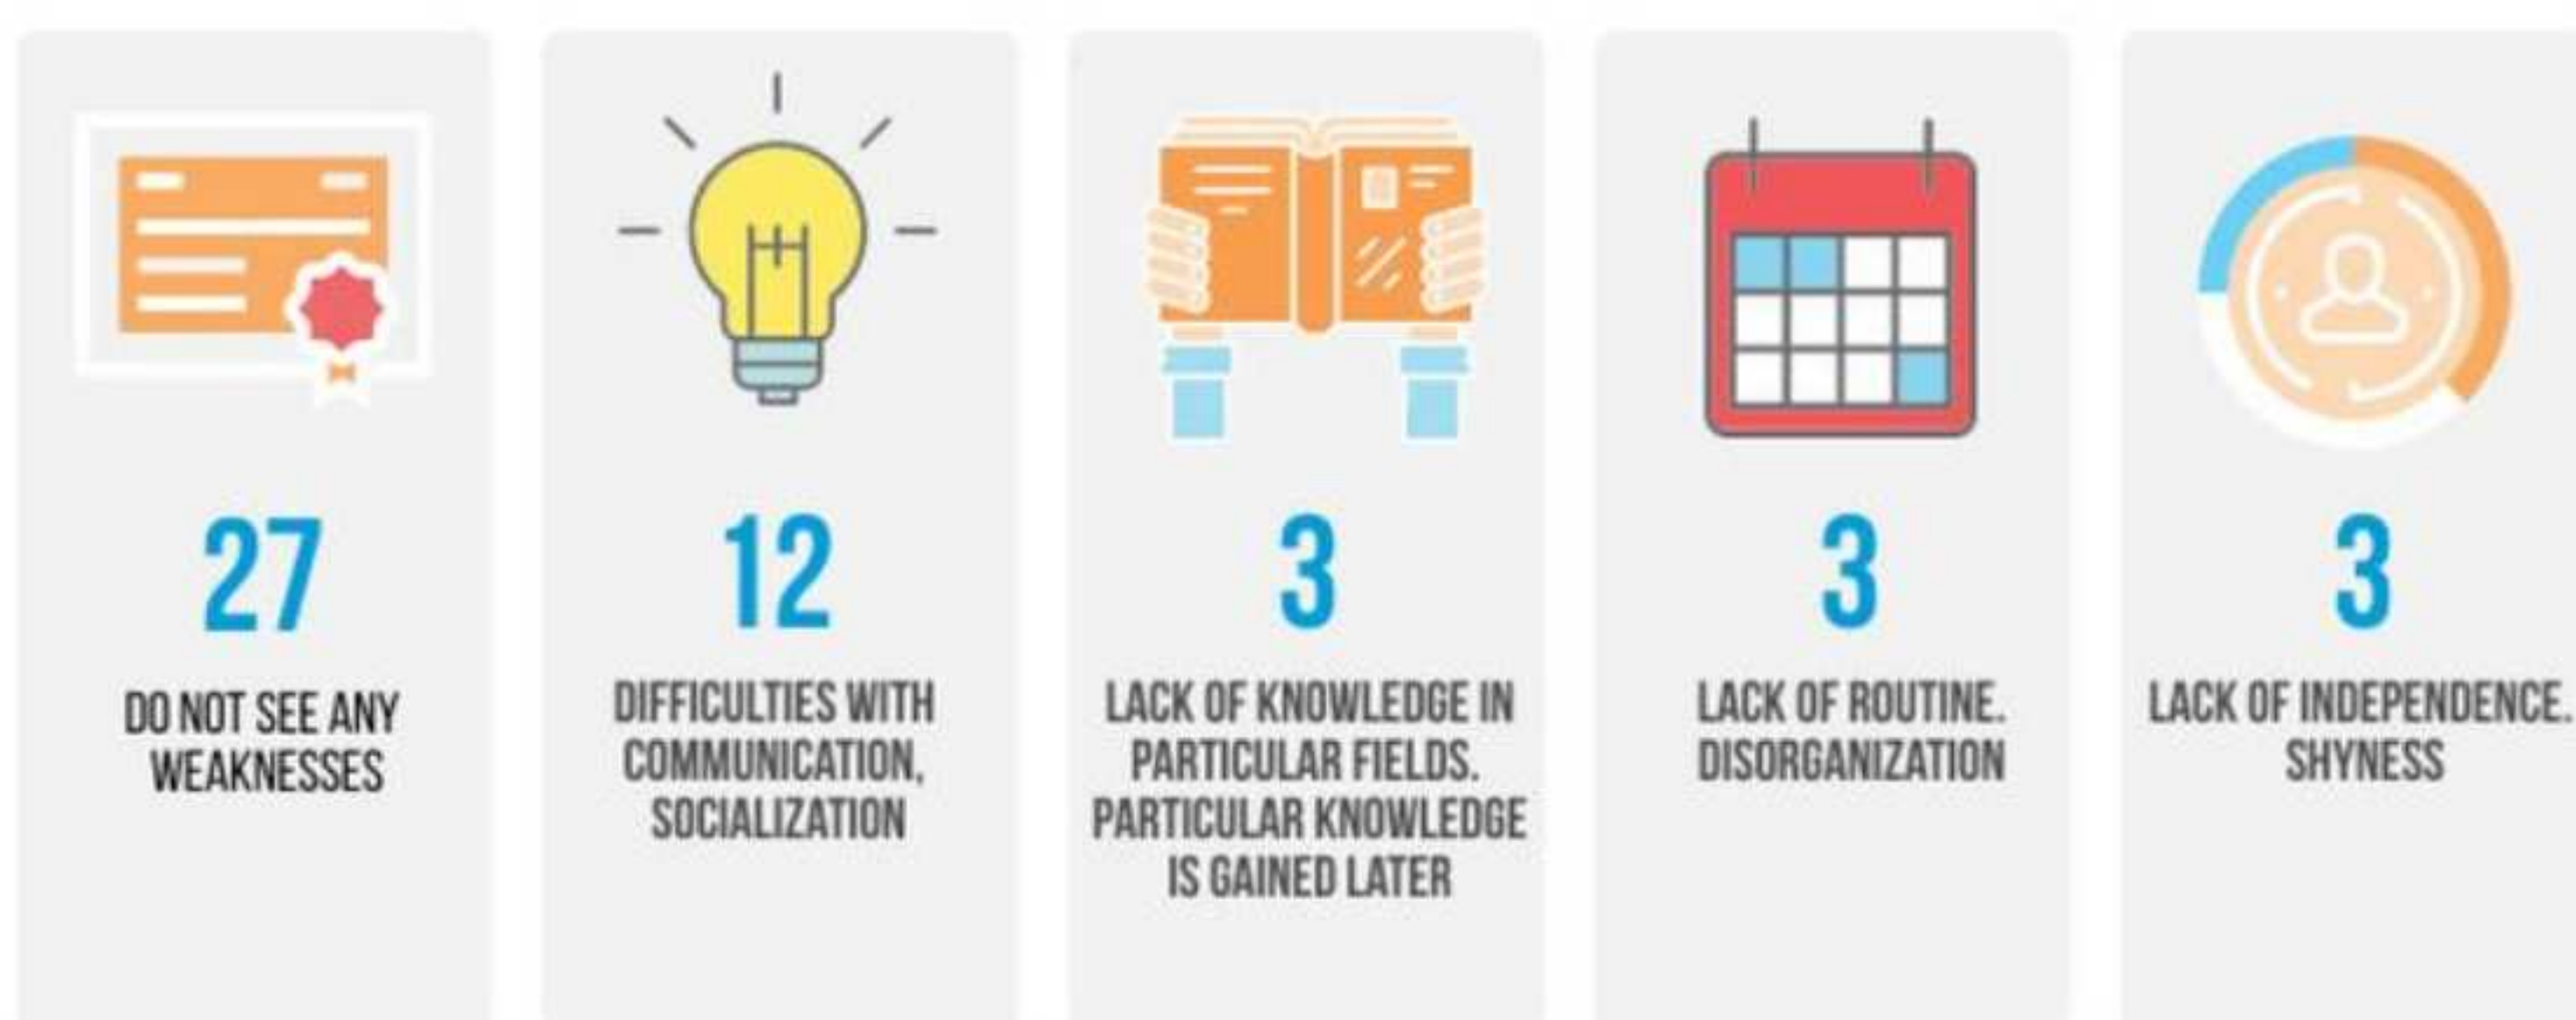 27
DO NOT SEE ANY
WEAKNESSES
12
DIFFICULTIES WITH
COMMUNICATION,
SOCIALIZATION
3
LACK OF KNOWLEDGE IN
PARTICULAR FIELDS.
PARTICULAR KNOWLEDGE
IS GAINED LATER
3
LACK OF ROUTINE.
DISORGANIZATION
3
LACK OF INDEPENDENCE.
SHYNESS